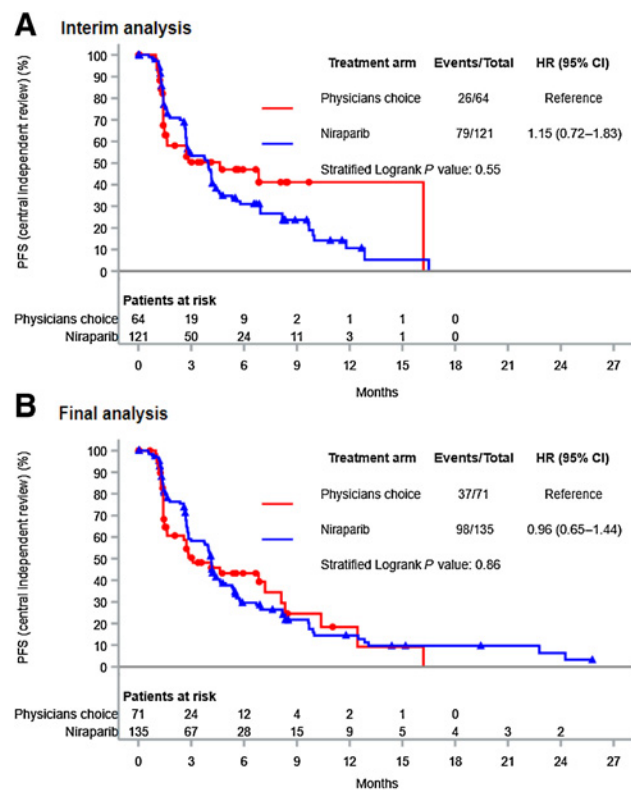 A Interim analysis
PFS (central independent review) (%)
100
90
80
70
60
50
40
30
20
10
0
Treatment arm Events/Total HR (95% CI)
Physicians choice 26/64 Reference
Niraparib 79/121 1.15 (0.72–1.83)
Stratified Logrank P value: 0.55
Patients at risk
Physicians choice 64 19 9 2 1 1 0
Niraparib 121 50 24 11 3 1 0
0 3 6 9 12 15 18 21 24 27
Months
B Final analysis
PFS (central independent review) (%)
100
90
80
70
60
50
40
30
20
10
0
Treatment arm Events/Total HR (95% CI)
Physicians choice 37/71 Reference
Niraparib 98/135 0.96 (0.65–1.44)
Stratified Logrank P value: 0.86
Patients at risk
Physicians choice 71 24 12 4 2 1 0
Niraparib 135 67 28 15 9 5 4 3 2
0 3 6 9 12 15 18 21 24 27
Months